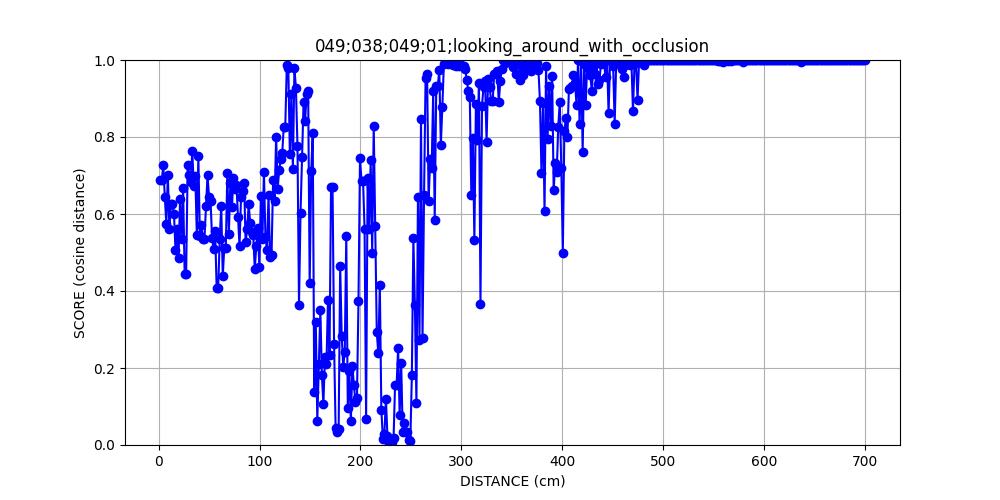 049;038;049;01;looking_around_with_occlusion
1.0
0.8
0.6
0.4
0.2
0.0
SCORE (cosine distance)
0 100 200 300 400 500 600 700
DISTANCE (cm)